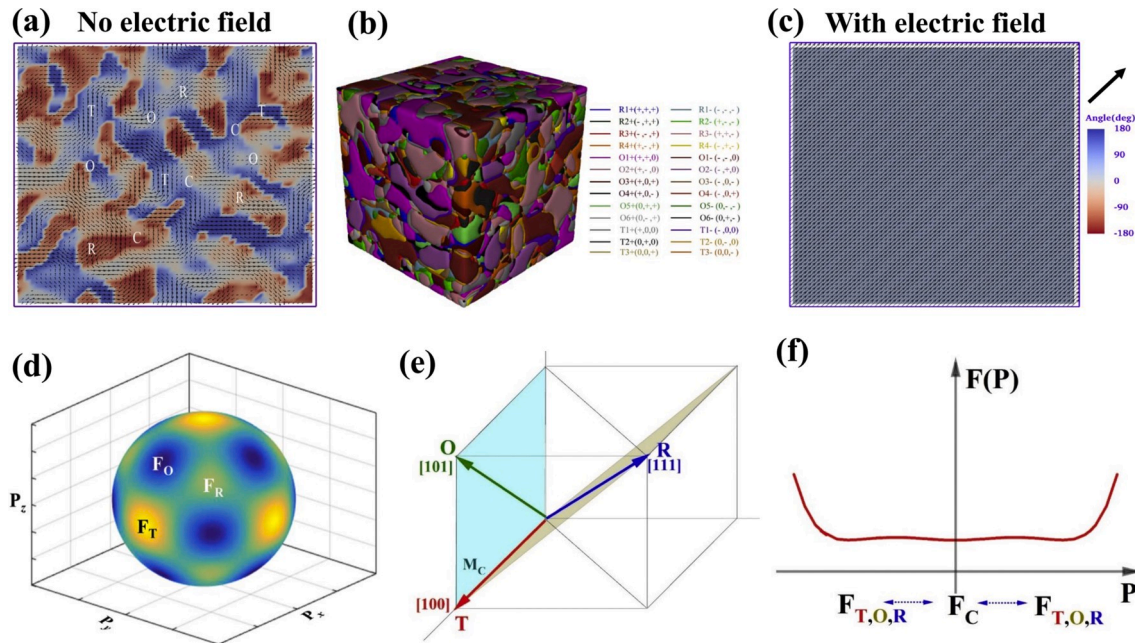 (a) No electric field
T
R
O
T
C
O
O
T
C
R
R
C
(b)
R1+(+,+,+) R1- (-,-,-)
R2+(-,+,+) R2- (+,-,-)
R3+(-,-,+) R3- (+,+,-)
R4+(+,-,+) R4- (-,+,-)
O1+(+,+,0) O1- (-,-,0)
O2+(+,-,0) O2- (-,+,0)
O3+(+,0,+) O3- (-,0,-)
O4+(+,0,-) O4- (-,0,+)
O5+(0,+,+) O5- (0,-,-)
O6+(0,-,+) O6- (0,+,-)
T1+(+,0,0) T1- (-,0,0)
T2+(0,+,0) T2- (0,-,0)
T3+(0,0,+) T3- (0,0,-)
(c) With electric field
Angle(deg)
180
90
0
-90
-180
(d)
F_O
F_R
F_T
P_z
P_y
P_x
(e)
O
[101]
R
[111]
M_C
[100]
T
(f)
F(P)
P
F_T,O,R F_C F_T,O,R